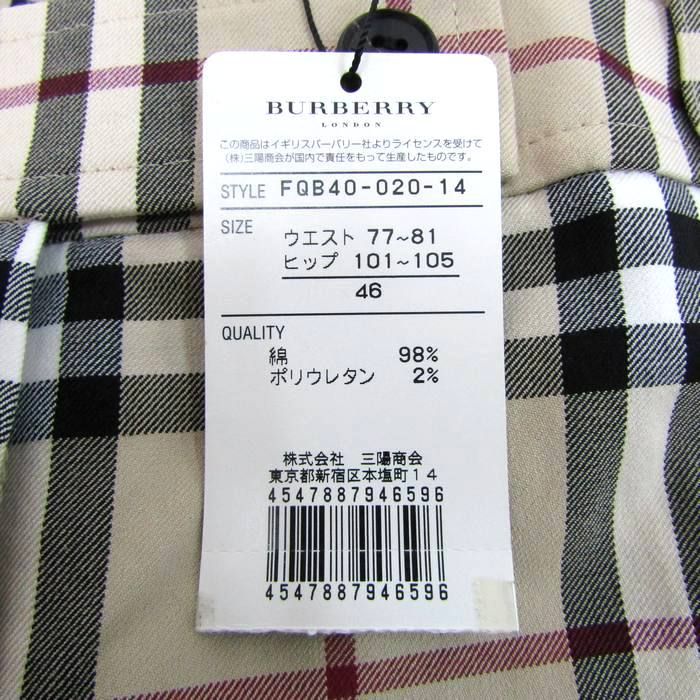 BURBERRY
LONDON
この商品はイギリスバーバリー社よりライセンスを受けて
(株)三陽商会が国内で責任をもって生産したものです。
STYLE FQB40-020-14
SIZE
ウエスト 77~81
ヒップ 101~105
46
QUALITY
綿 98%
ポリウレタン 2%
株式会社 三陽商会
東京都新宿区本塩町14
4547887946596
4547887946596